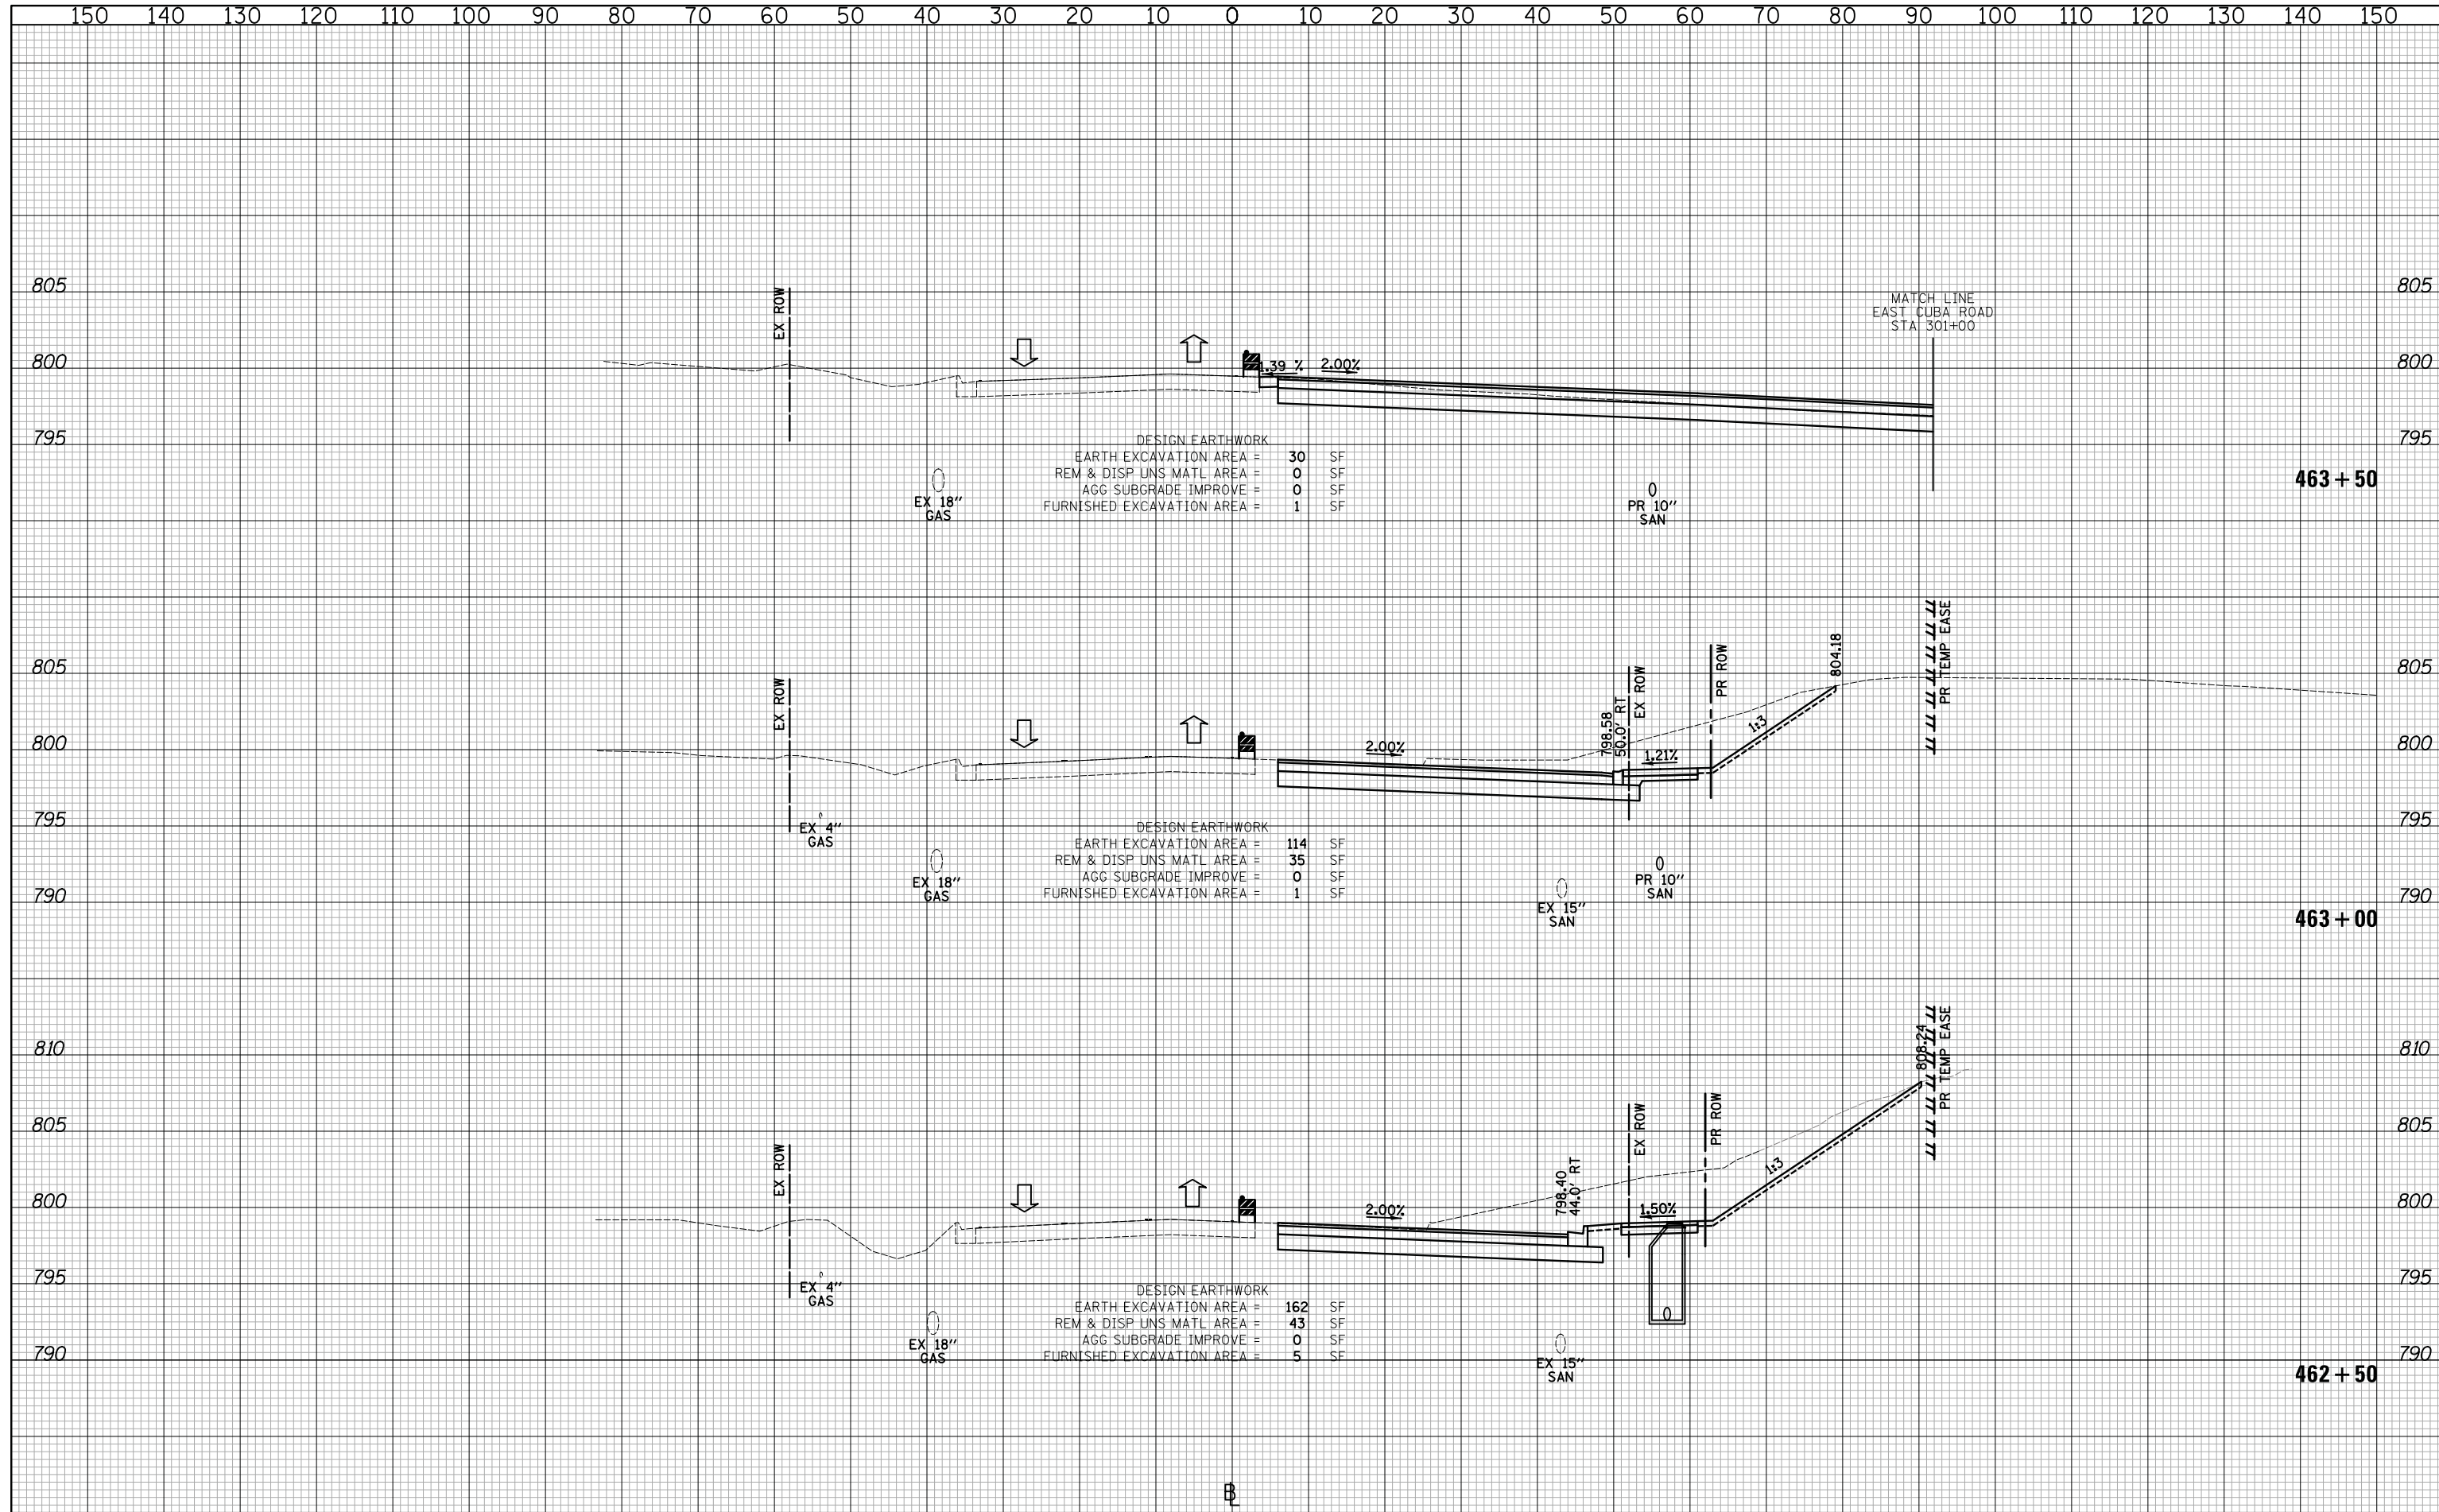 150 140 130 120 110 100 90 80 70 60 50 40 30 20 10 0 10 20 30 40 50 60 70 80 90 100 110 120 130 140 150
805
805
EX ROW
MATCH LINE
EAST CUBA ROAD
STA 301+00
800
1.39 %
2.00%
800
795
795
DESIGN EARTHWORK
EARTH EXCAVATION AREA = 30 SF
REM & DISP UNS MATL AREA = 0 SF
AGG SUBGRADE IMPROVE = 0 SF
FURNISHED EXCAVATION AREA = 1 SF
EX 18"
GAS
PR 10"
SAN
463+50
805
805
EX ROW
798.58
50.0' RT
EX ROW
PR ROW
804.18
PR TEMP EASE
800
2.00%
1.21%
1:3
800
795
795
EX 4"
GAS
DESIGN EARTHWORK
EARTH EXCAVATION AREA = 114 SF
REM & DISP UNS MATL AREA = 35 SF
AGG SUBGRADE IMPROVE = 0 SF
FURNISHED EXCAVATION AREA = 1 SF
EX 18"
GAS
PR 10"
SAN
EX 15"
SAN
790
790
463+00
810
810
808.24
PR TEMP EASE
805
805
EX ROW
798.40
44.0' RT
EX ROW
PR ROW
1:3
800
2.00%
1.50%
800
795
795
EX 4"
GAS
DESIGN EARTHWORK
EARTH EXCAVATION AREA = 162 SF
REM & DISP UNS MATL AREA = 43 SF
AGG SUBGRADE IMPROVE = 0 SF
FURNISHED EXCAVATION AREA = 5 SF
EX 18"
GAS
EX 15"
SAN
790
790
462+50
BL